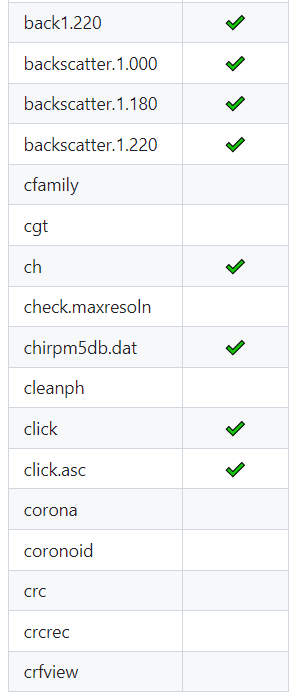 back1.220 ✔
backscatter.1.000 ✔
backscatter.1.180 ✔
backscatter.1.220 ✔
cfamily
cgt
ch ✔
check.maxresoln
chirpm5db.dat ✔
cleanph
click ✔
click.asc ✔
corona
coronoid
crc
crcrec
crfview